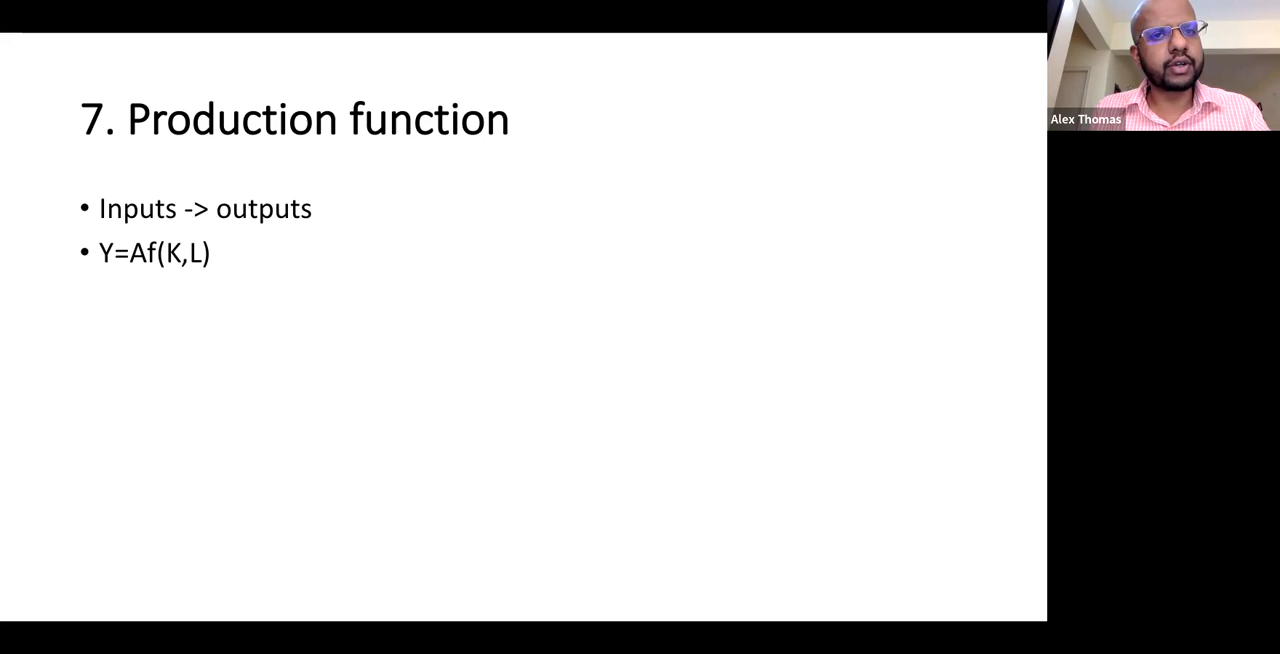 7. Production function
• Inputs -> outputs
• Y=Af(K,L)
Alex Thomas